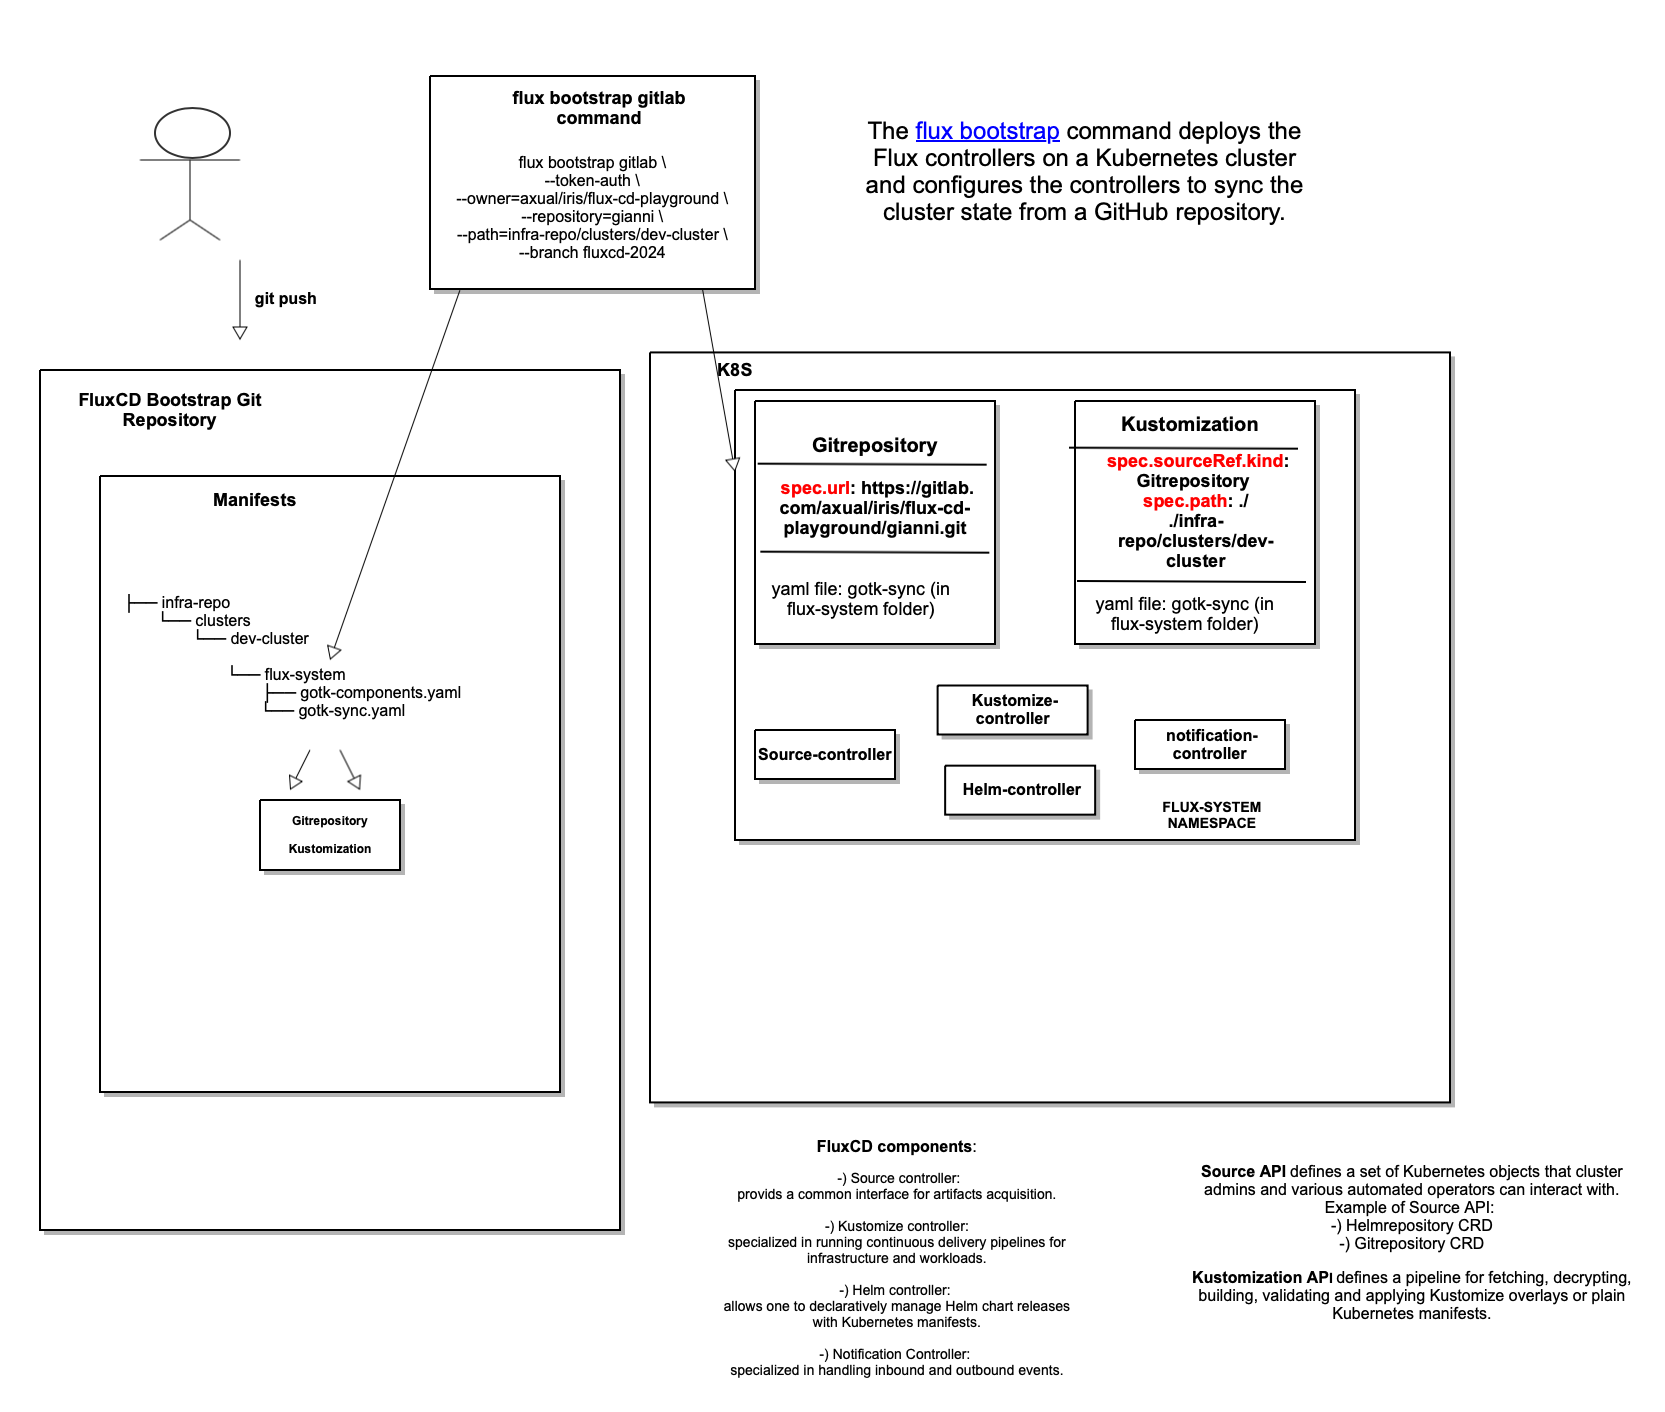 flux bootstrap gitlab
command
flux bootstrap gitlab \
--token-auth \
--owner=axual/iris/flux-cd-playground \
--repository=gianni \
--path=infra-repo/clusters/dev-cluster \
--branch fluxcd-2024
The flux bootstrap command deploys the
Flux controllers on a Kubernetes cluster
and configures the controllers to sync the
cluster state from a GitHub repository.
git push
FluxCD Bootstrap Git
Repository
Manifests
├── infra-repo
└── clusters
└── dev-cluster
└── flux-system
├── gotk-components.yaml
└── gotk-sync.yaml
Gitrepository
Kustomization
K8S
Gitrepository
spec.url: https://gitlab.
com/axual/iris/flux-cd-
playground/gianni.git
yaml file: gotk-sync (in
flux-system folder)
Kustomization
spec.sourceRef.kind:
Gitrepository
spec.path: ./
./infra-
repo/clusters/dev-
cluster
yaml file: gotk-sync (in
flux-system folder)
Kustomize-
controller
Source-controller
notification-
controller
Helm-controller
FLUX-SYSTEM
NAMESPACE
FluxCD components:
-) Source controller:
provids a common interface for artifacts acquisition.
-) Kustomize controller:
specialized in running continuous delivery pipelines for
infrastructure and workloads.
-) Helm controller:
allows one to declaratively manage Helm chart releases
with Kubernetes manifests.
-) Notification Controller:
specialized in handling inbound and outbound events.
Source API defines a set of Kubernetes objects that cluster
admins and various automated operators can interact with.
Example of Source API:
-) Helmrepository CRD
-) Gitrepository CRD
Kustomization API defines a pipeline for fetching, decrypting,
building, validating and applying Kustomize overlays or plain
Kubernetes manifests.